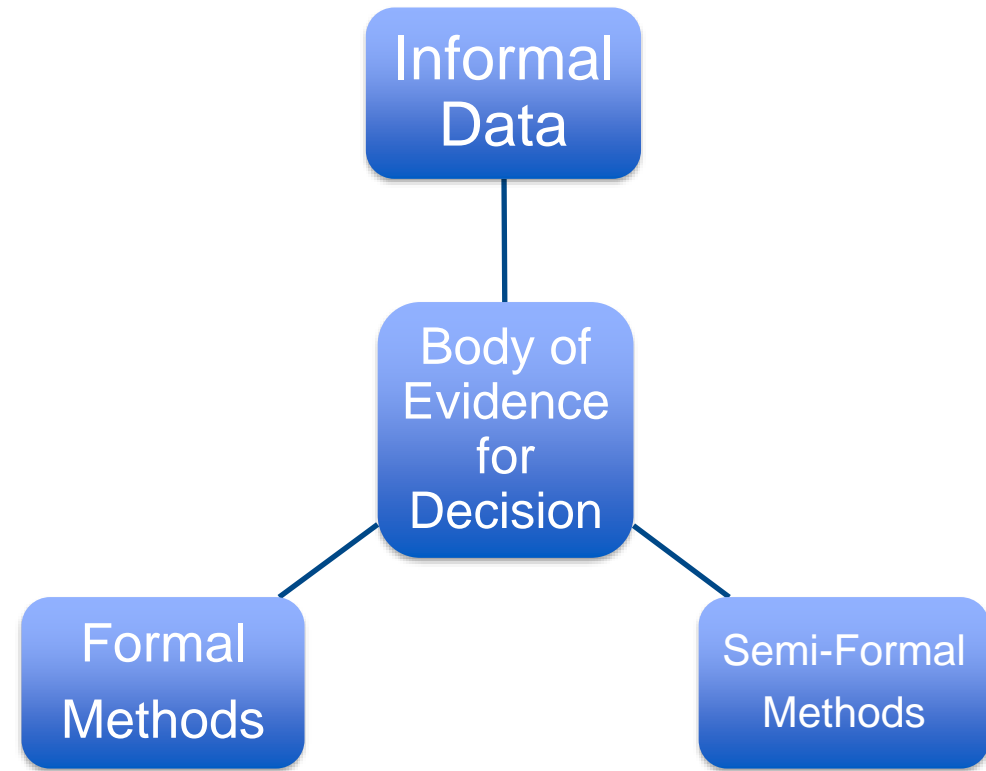 Informal
Data
Body of
Evidence
for
Decision
Formal
Methods
Semi-Formal
Methods